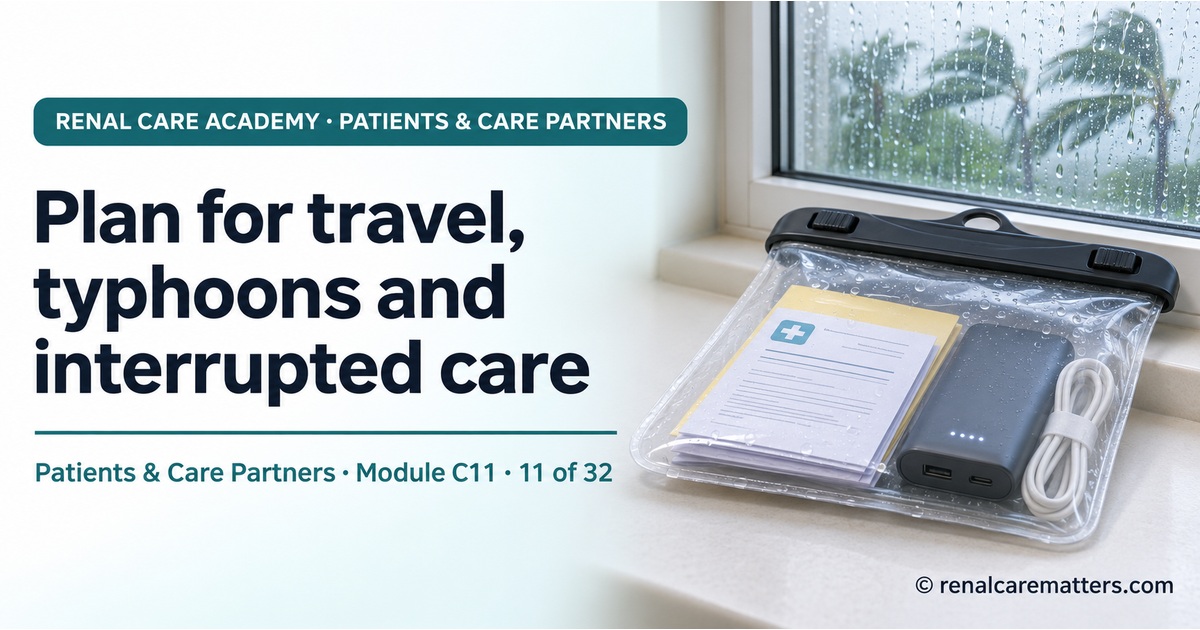 RENAL CARE ACADEMY · PATIENTS & CARE PARTNERS
Plan for travel,
typhoons and
interrupted care
Patients & Care Partners · Module C11 · 11 of 32
© renalcarematters.com